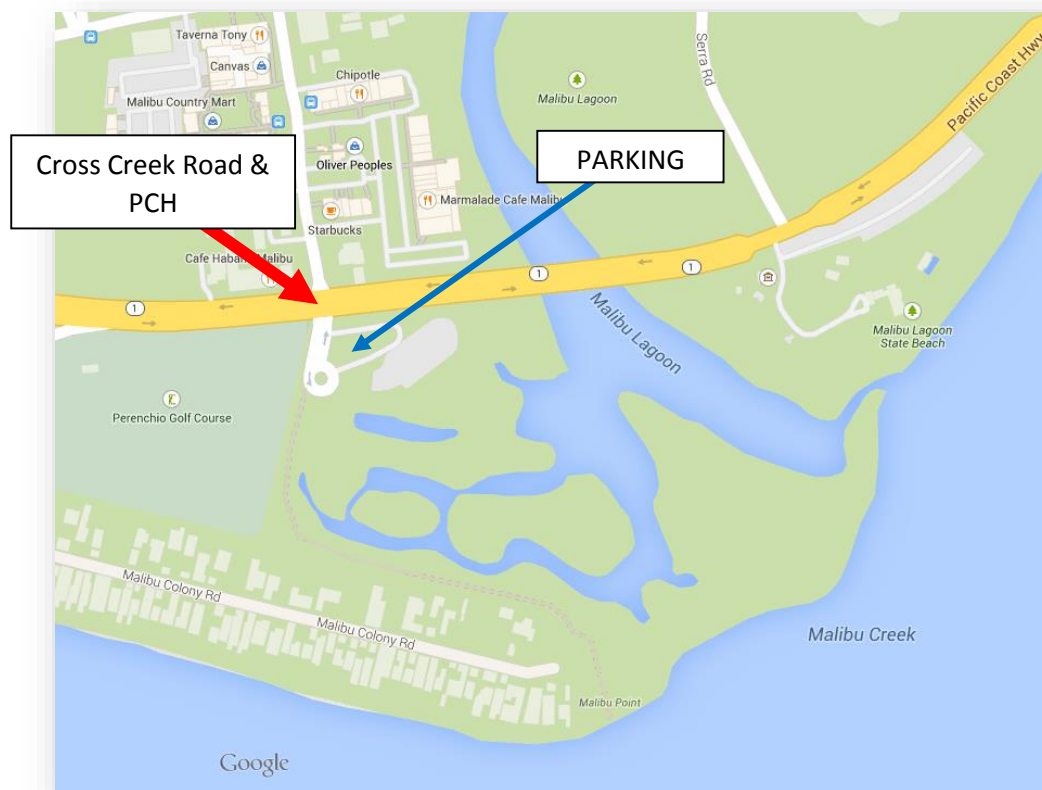 Taverna Tony
Canvas
Chipotle
Malibu Country Mart
Malibu Lagoon
Serra Rd
Pacific Coast Hwy
Cross Creek Road &
PCH
Oliver Peoples
PARKING
Marmalade Cafe Malibu
Starbucks
Cafe Habana Malibu
1
1
1
Malibu Lagoon
Malibu Lagoon
State Beach
Perenchio Golf Course
Malibu Colony Rd
Malibu Colony Rd
Malibu Creek
Malibu Point
Google